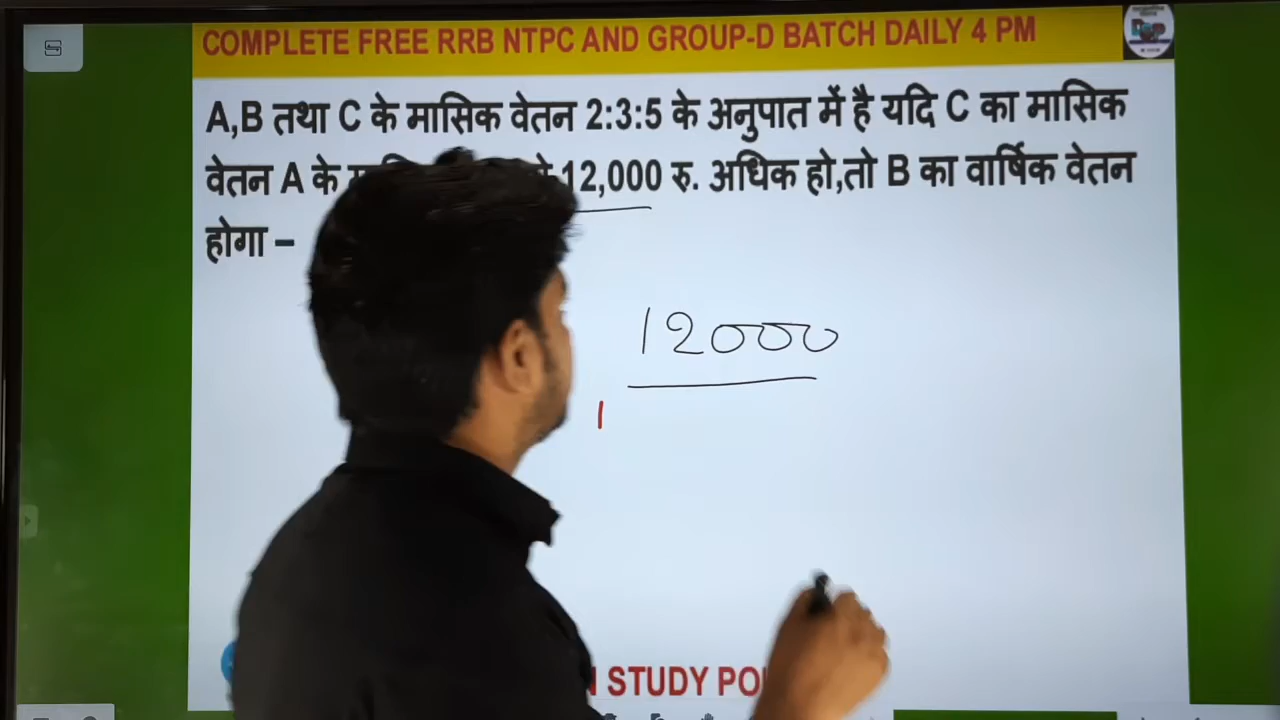 COMPLETE FREE RRB NTPC AND GROUP-D BATCH DAILY 4 PM
A,B तथा C के मासिक वेतन 2:3:5 के अनुपात में है यदि C का मासिक
वेतन A के 12,000 रु. अधिक हो,तो B का वार्षिक वेतन
होगा –
12000
1
STUDY